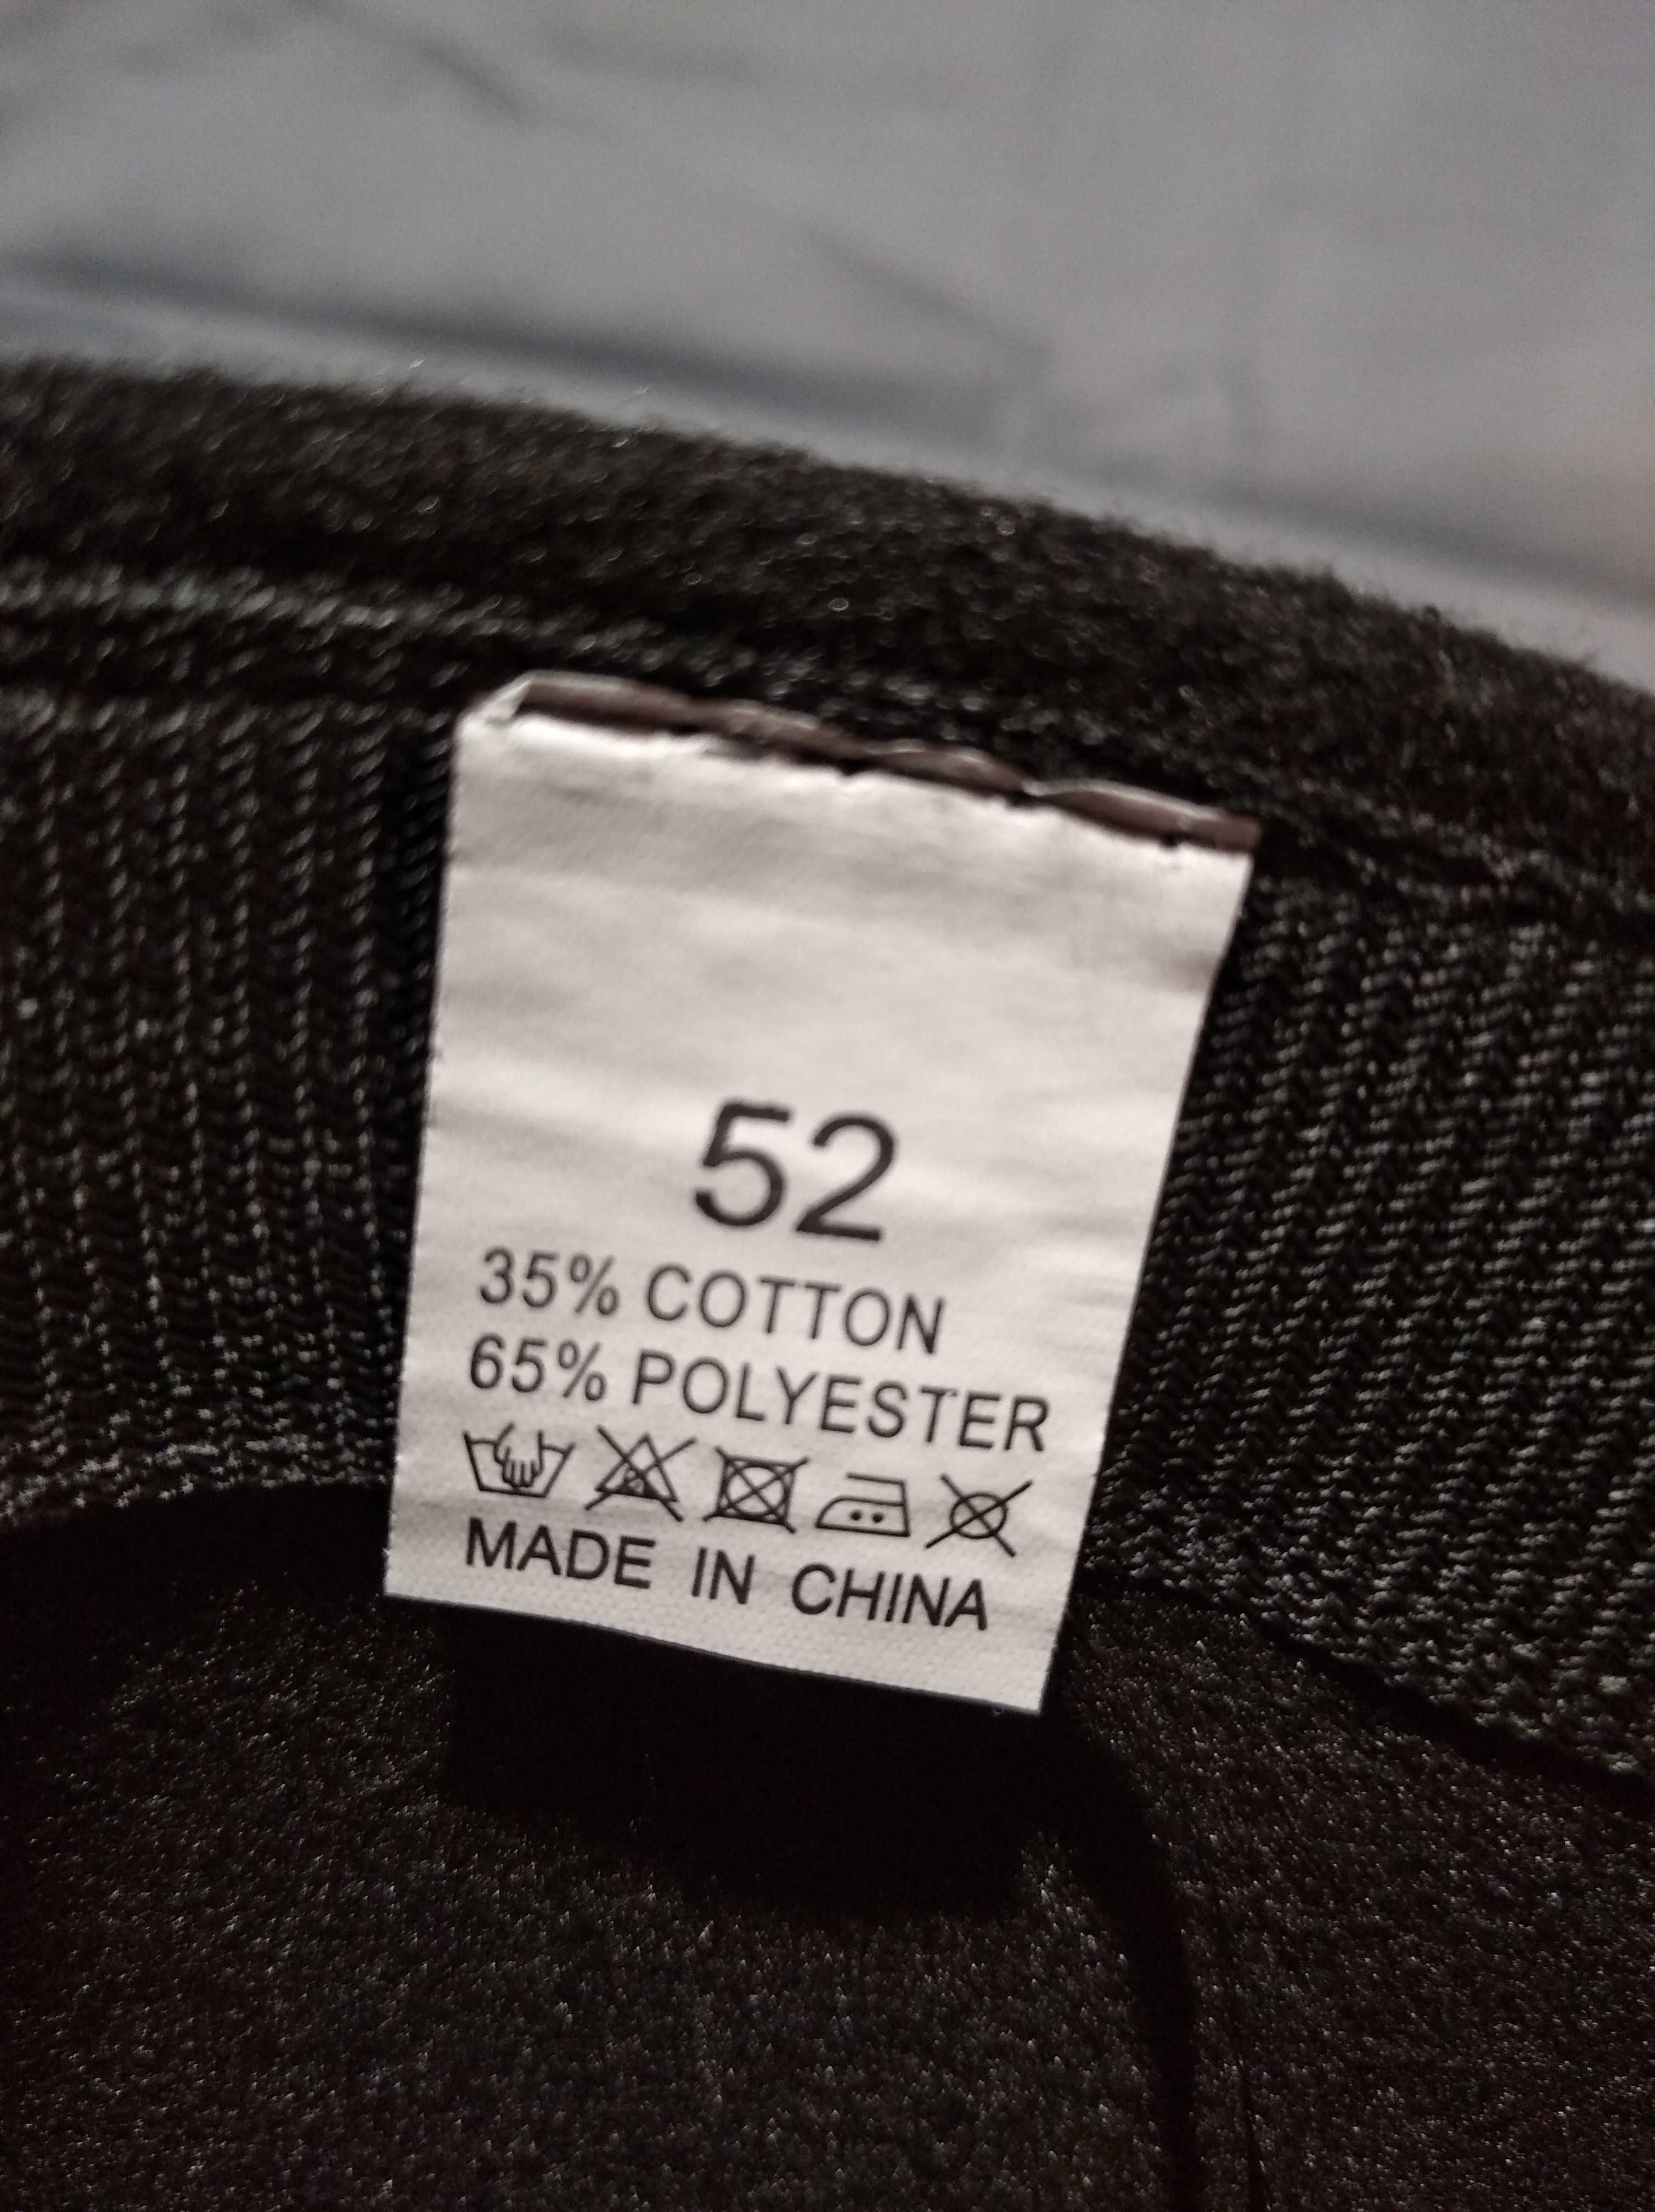 52
35% COTTON
65% POLYESTER
MADE IN CHINA